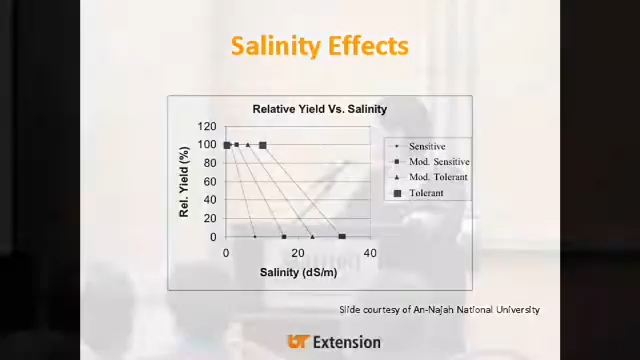 Salinity Effects
Relative Yield Vs. Salinity
120
100
80
60
40
20
0
Rel. Yield (%)
0
20
40
Salinity (dS/m)
Sensitive
Mod. Sensitive
Mod. Tolerant
Tolerant
Slide courtesy of An-Najah National University
UT Extension